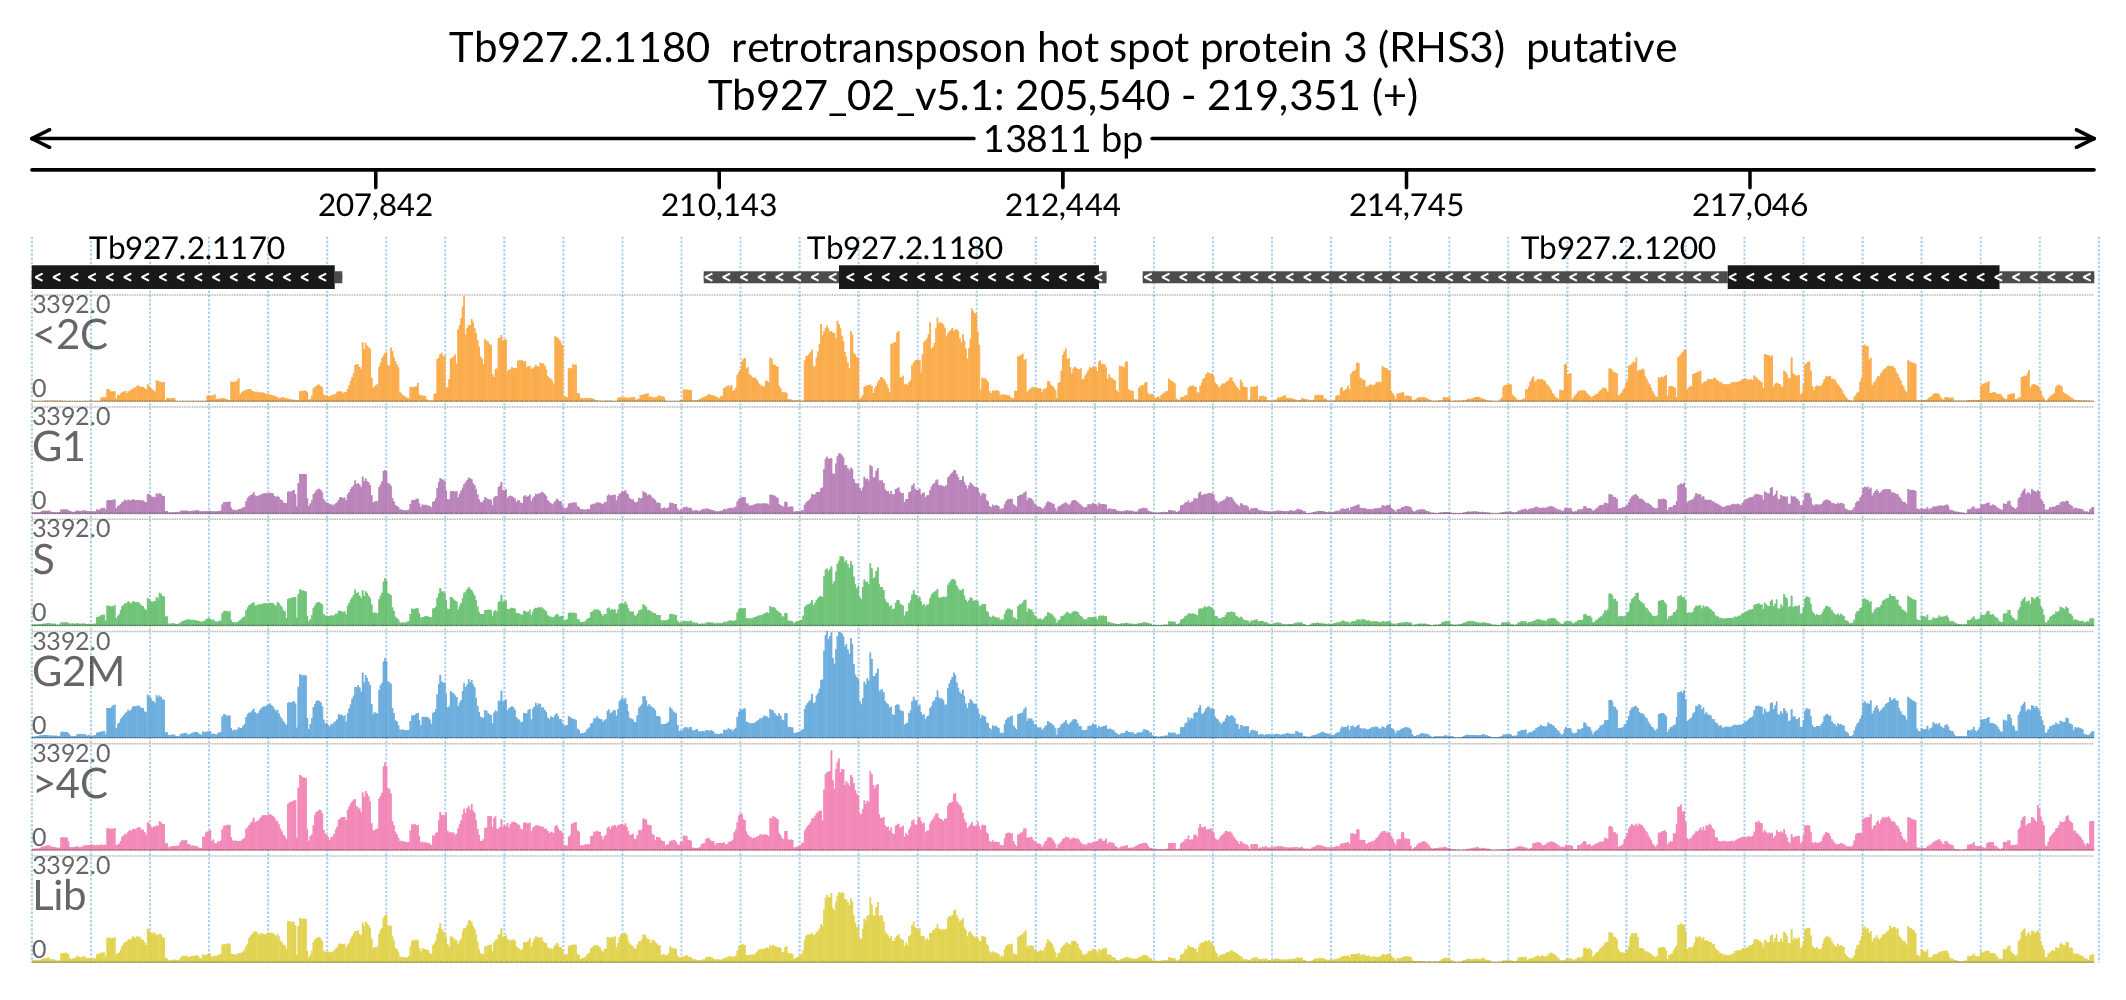 Tb927.2.1180 retrotransposon hot spot protein 3 (RHS3) putative
Tb927_02_v5.1: 205,540 - 219,351 (+)
13811 bp
207,842 210,143 212,444 214,745 217,046
Tb927.2.1170 Tb927.2.1180 Tb927.2.1200
3392.0
<2C
0
3392.0
G1
0
3392.0
S
0
3392.0
G2M
0
3392.0
>4C
0
3392.0
Lib
0